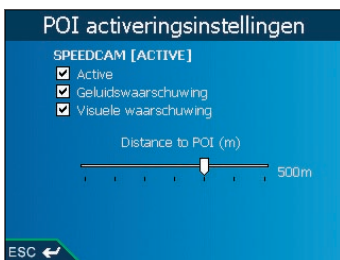 POI activeringsinstellingen
SPEEDCAM [ACTIVE]
Active
Geluidswaarschuwing
Visuele waarschuwing
Distance to POI (m)
500m
ESC